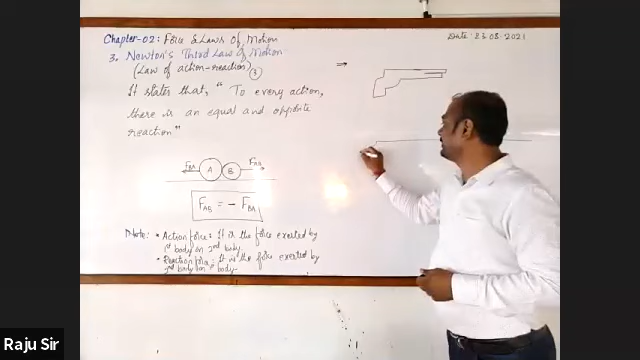 Chapter-02: Force & Laws Of Motion
Date: 23.08.2021
3. Newton's Third Law of Motion
(Law of action-reaction) 3
It states that, "To every action,
there is an equal and opposite
reaction"
FBA A B FAB
FAB = - FBA
Note: • Action force: It is the force exerted by
1st body on 2nd body.
• Reaction force = It is the force exerted by
2nd body on 1st body
Raju Sir